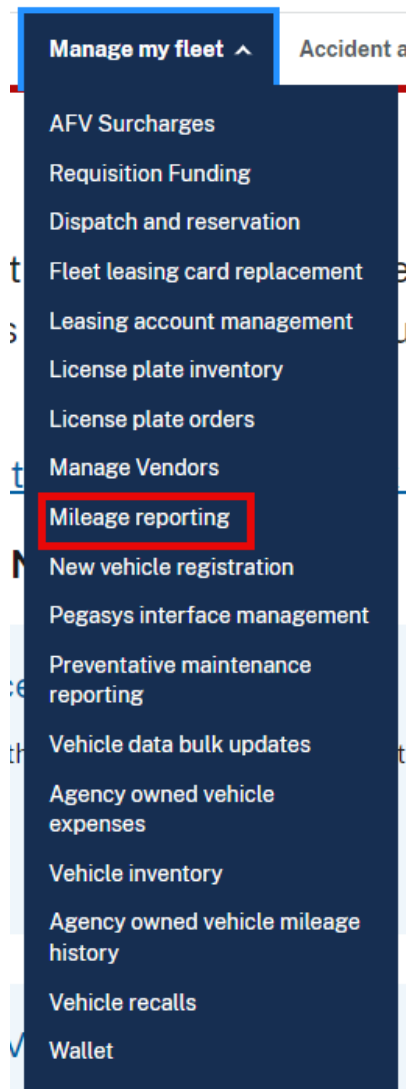 Manage my fleet
Accident a
AFV Surcharges
Requisition Funding
Dispatch and reservation
Fleet leasing card replacement
Leasing account management
License plate inventory
License plate orders
Manage Vendors
Mileage reporting
New vehicle registration
Pegasys interface management
Preventative maintenance
reporting
Vehicle data bulk updates
Agency owned vehicle
expenses
Vehicle inventory
Agency owned vehicle mileage
history
Vehicle recalls
Wallet